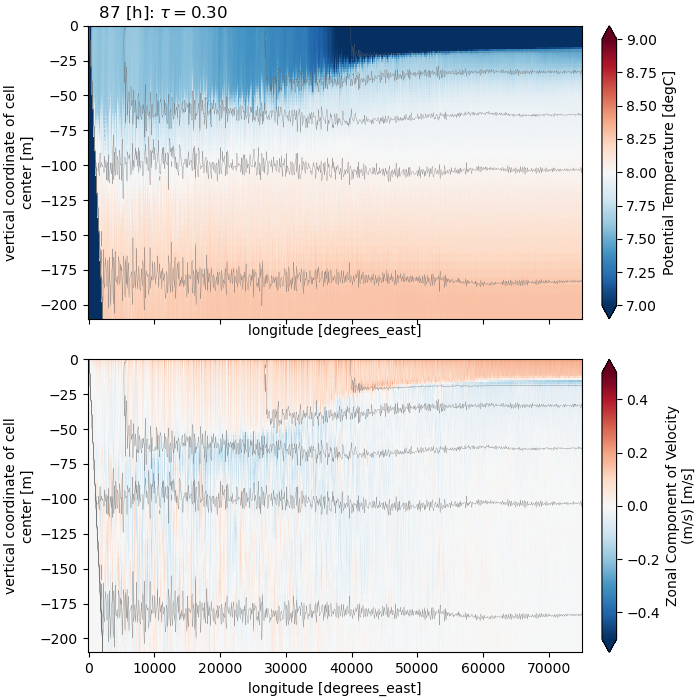 87 [h]: τ = 0.30
0
−25
−50
−75
−100
−125
−150
−175
−200
vertical coordinate of cell
center [m]
longitude [degrees_east]
9.00
8.75
8.50
8.25
8.00
7.75
7.50
7.25
7.00
Potential Temperature [degC]
0
−25
−50
−75
−100
−125
−150
−175
−200
vertical coordinate of cell
center [m]
0 10000 20000 30000 40000 50000 60000 70000
longitude [degrees_east]
0.4
0.2
0.0
−0.2
−0.4
Zonal Component of Velocity
(m/s) [m/s]